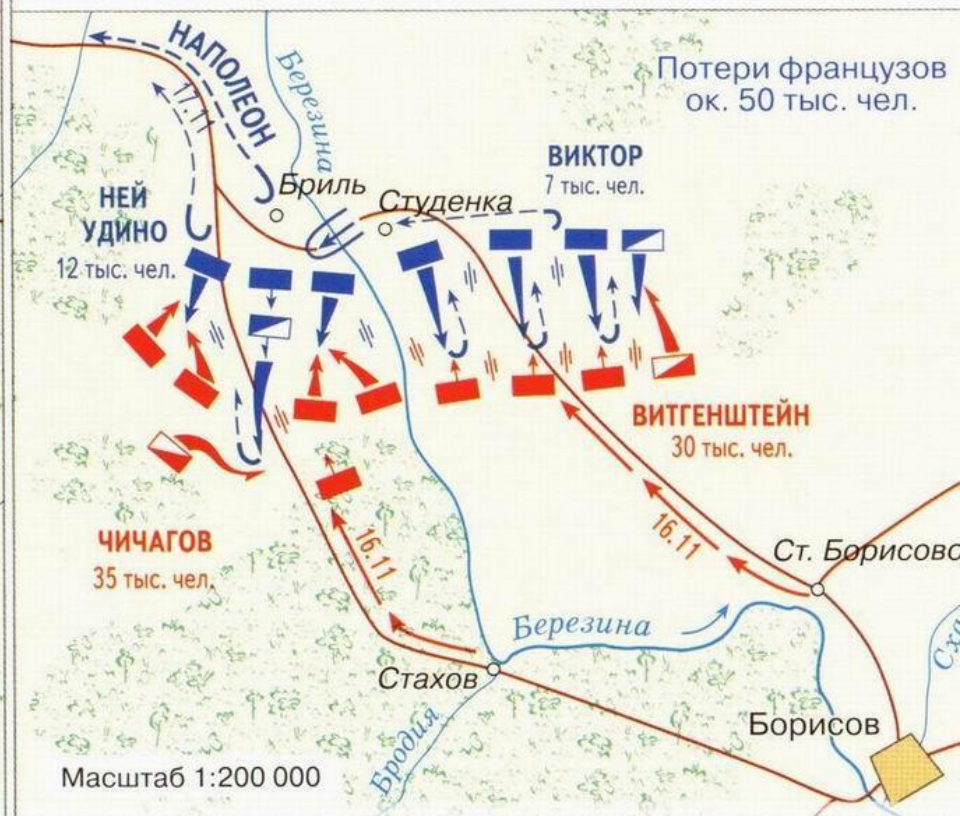 НАПОЛЕОН
17.11
Березина
Потери французов
ок. 50 тыс. чел.
ВИКТОР
7 тыс. чел.
Бриль
Студенка
НЕЙ
УДИНО
12 тыс. чел.
ВИТГЕНШТЕЙН
30 тыс. чел.
ЧИЧАГОВ
35 тыс. чел.
16.11
16.11
Ст. Борисово
Березина
Стахов
Бродия
Борисов
Сха
Масштаб 1:200 000